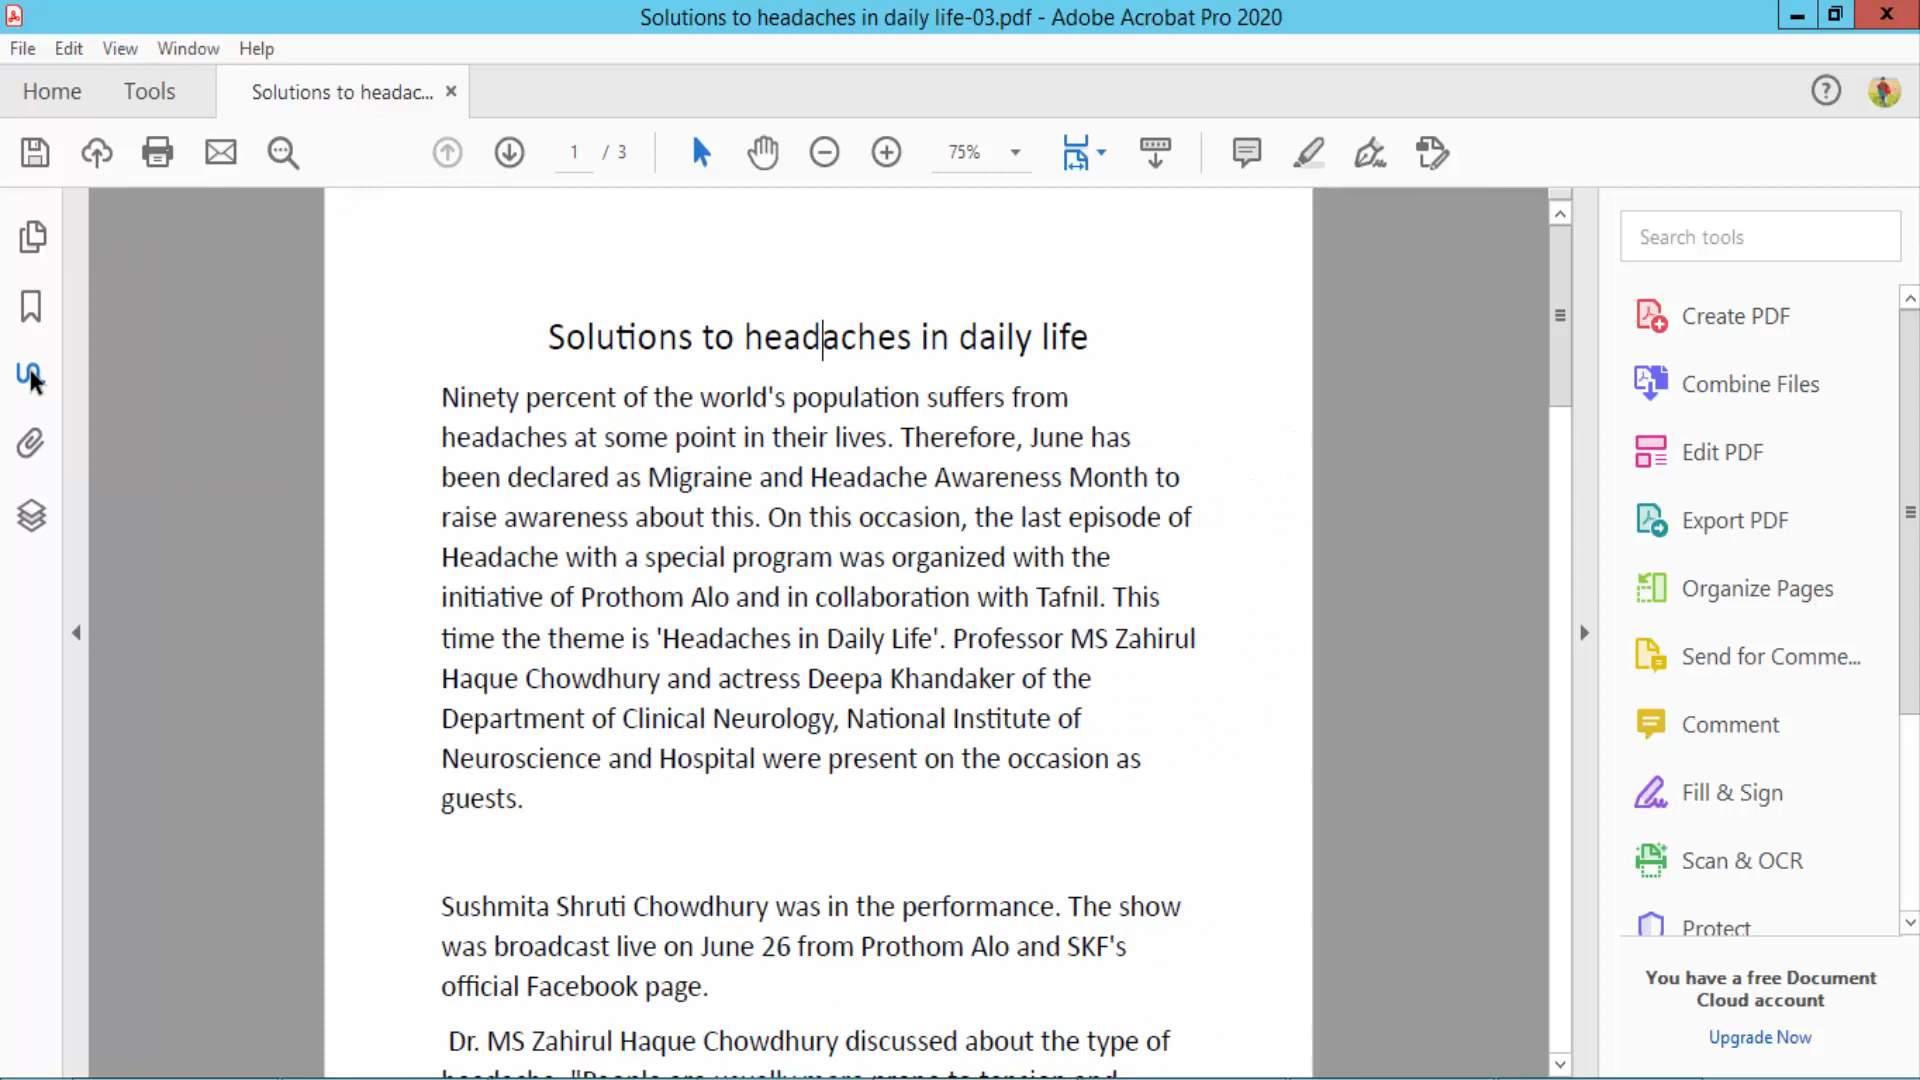 Solutions to headaches in daily life-03.pdf - Adobe Acrobat Pro 2020
File Edit View Window Help
Home Tools Solutions to headac... ×
1 / 3 75%
Search tools
Create PDF
Combine Files
Edit PDF
Export PDF
Organize Pages
Send for Comme...
Comment
Fill & Sign
Scan & OCR
Protect
You have a free Document
Cloud account
Upgrade Now
Solutions to headaches in daily life
Ninety percent of the world's population suffers from
headaches at some point in their lives. Therefore, June has
been declared as Migraine and Headache Awareness Month to
raise awareness about this. On this occasion, the last episode of
Headache with a special program was organized with the
initiative of Prothom Alo and in collaboration with Tafnil. This
time the theme is 'Headaches in Daily Life'. Professor MS Zahirul
Haque Chowdhury and actress Deepa Khandaker of the
Department of Clinical Neurology, National Institute of
Neuroscience and Hospital were present on the occasion as
guests.
Sushmita Shruti Chowdhury was in the performance. The show
was broadcast live on June 26 from Prothom Alo and SKF's
official Facebook page.
Dr. MS Zahirul Haque Chowdhury discussed about the type of